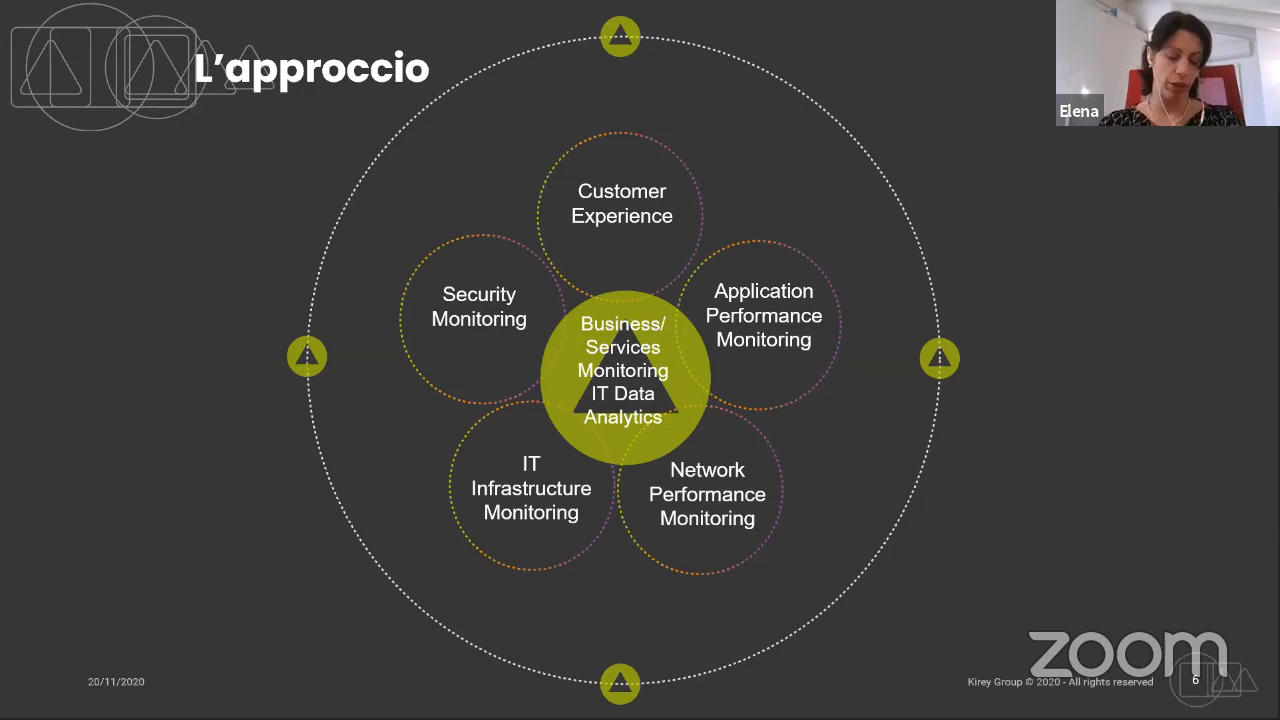 L'approccio
Elena
Customer
Experience
Security
Monitoring
Application
Performance
Monitoring
Business/
Services
Monitoring
IT Data
Analytics
IT
Infrastructure
Monitoring
Network
Performance
Monitoring
zoom
20/11/2020
Kirey Group © 2020 - All rights reserved
6